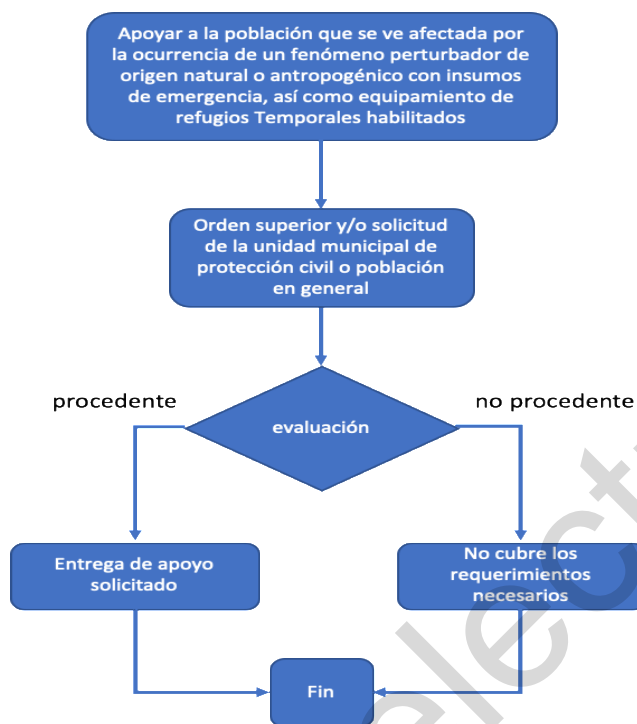 Apoyar a la población que se ve afectada por
la ocurrencia de un fenómeno perturbador de
origen natural o antropogénico con insumos
de emergencia, así como equipamiento de
refugios Temporales habilitados
Orden superior y/o solicitud
de la unidad municipal de
protección civil o población
en general
evaluación
procedente
no procedente
Entrega de apoyo
solicitado
No cubre los
requerimientos
necesarios
Fin